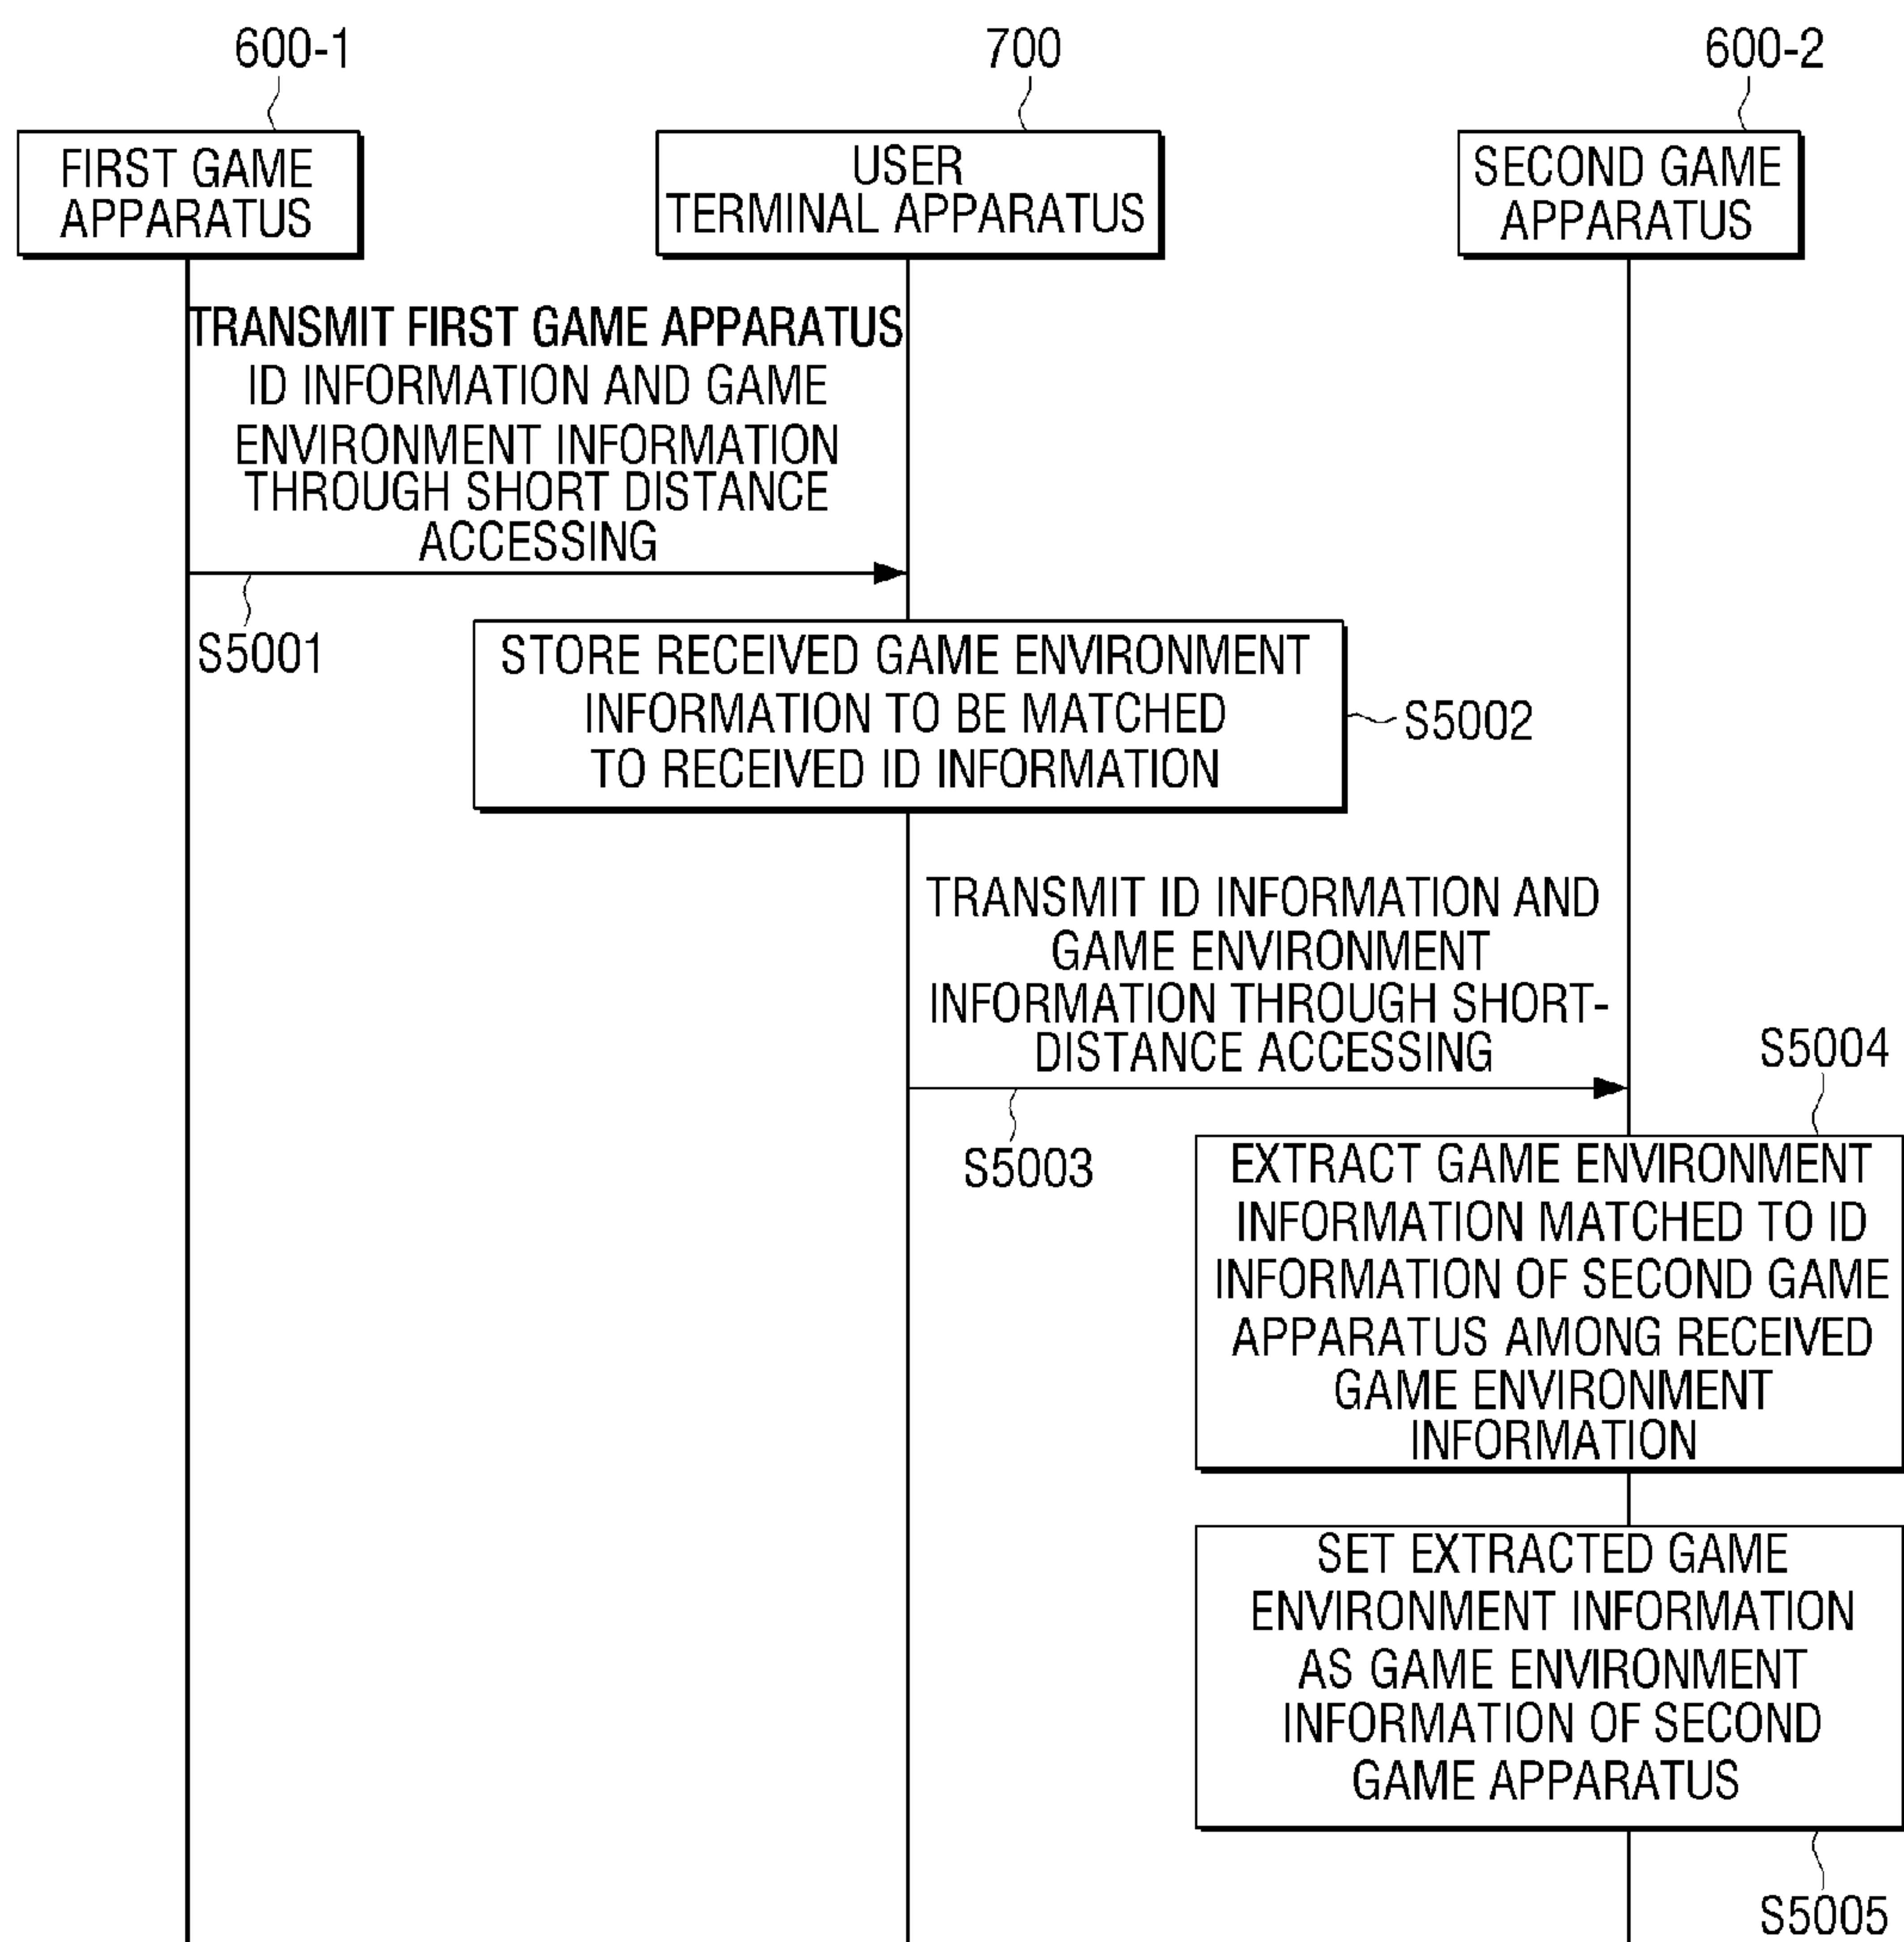 600-1
700
600-2
FIRST GAME
APPARATUS
USER
TERMINAL APPARATUS
SECOND GAME
APPARATUS
TRANSMIT FIRST GAME APPARATUS
ID INFORMATION AND GAME
ENVIRONMENT INFORMATION
THROUGH SHORT DISTANCE
ACCESSING
S5001
STORE RECEIVED GAME ENVIRONMENT
INFORMATION TO BE MATCHED
TO RECEIVED ID INFORMATION
S5002
TRANSMIT ID INFORMATION AND
GAME ENVIRONMENT
INFORMATION THROUGH SHORT-
DISTANCE ACCESSING
S5003
S5004
EXTRACT GAME ENVIRONMENT
INFORMATION MATCHED TO ID
INFORMATION OF SECOND GAME
APPARATUS AMONG RECEIVED
GAME ENVIRONMENT
INFORMATION
SET EXTRACTED GAME
ENVIRONMENT INFORMATION
AS GAME ENVIRONMENT
INFORMATION OF SECOND
GAME APPARATUS
S5005